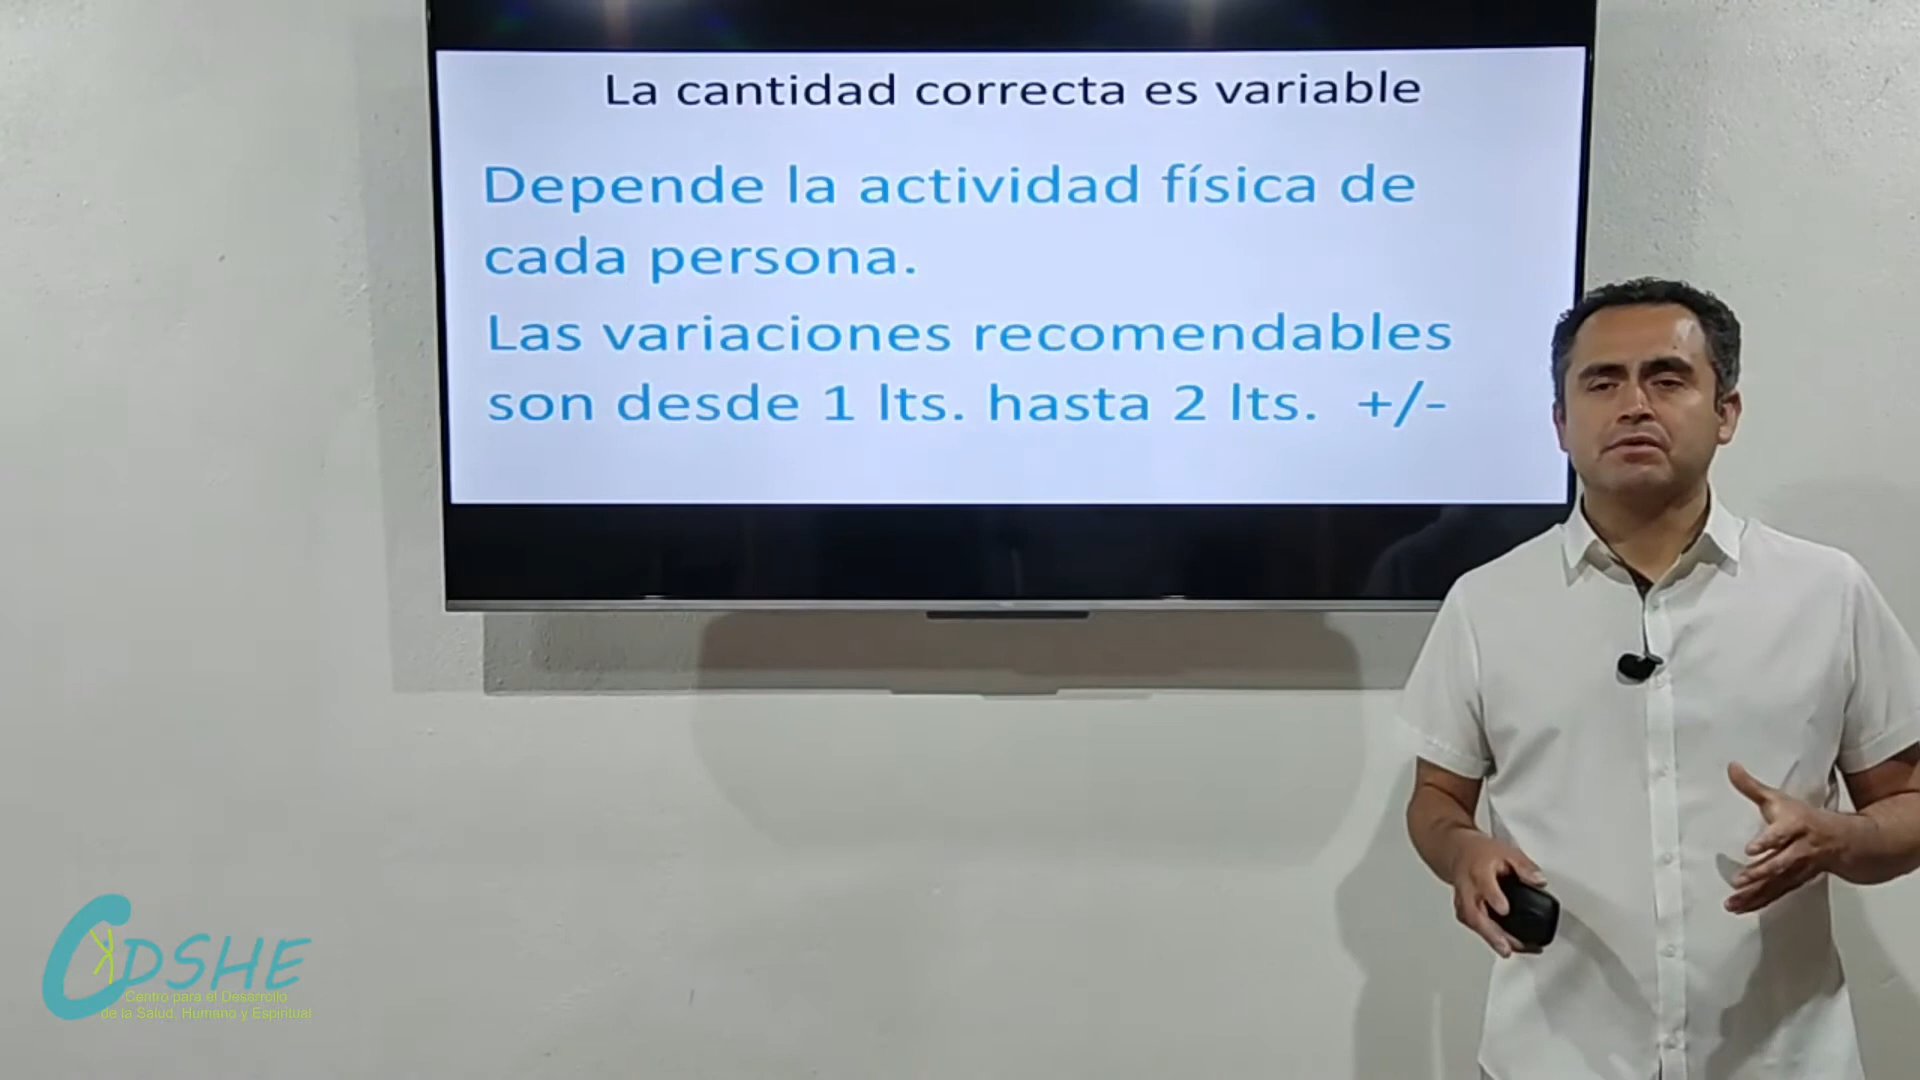 La cantidad correcta es variable
Depende la actividad física de
cada persona.
Las variaciones recomendables
son desde 1 lts. hasta 2 lts. +/-
CDSHE
Centro para el Desarrollo
de la Salud, Humano y Espiritual